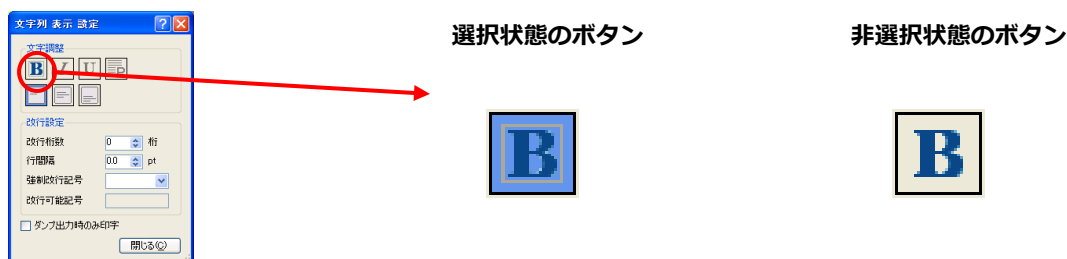 文字列 表示 設定
選択状態のボタン
非選択状態のボタン
文字調整
B I U P
B
B
改行設定
改行桁数 0 桁
行間隔 0.0 pt
強制改行記号
改行可能記号
ダンプ出力時のみ印字
閉じる(C)